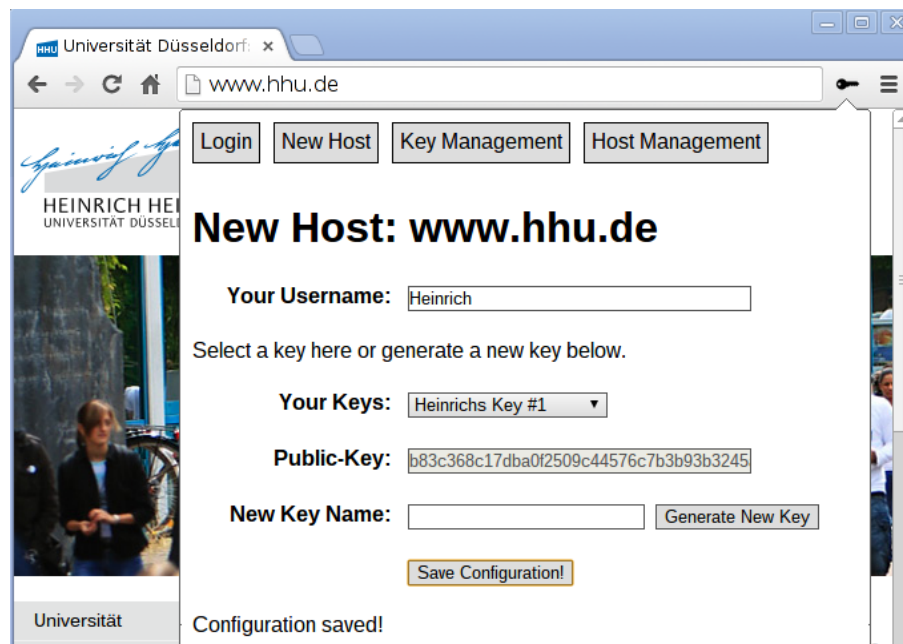 HHU Universität Düsseldorf:
www.hhu.de
Login New Host Key Management Host Management
HEINRICH HEI
UNIVERSITÄT DÜSSEL
New Host: www.hhu.de
Your Username: Heinrich
Select a key here or generate a new key below.
Your Keys: Heinrichs Key #1
Public-Key: b83c368c17dba0f2509c44576c7b3b93b3245
New Key Name: Generate New Key
Save Configuration!
Universität
Configuration saved!